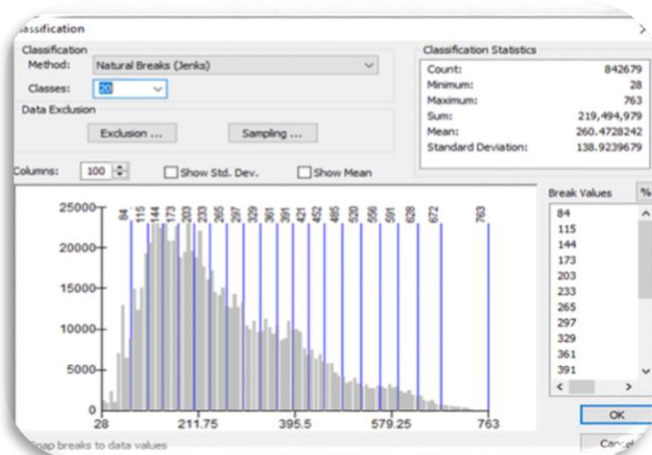 assification
Classification
Method: Natural Breaks (Jenks)
Classes: 20
Data Exclusion
Exclusion ...
Sampling ...
Classification Statistics
Count: 842679
Minimum: 28
Maximum: 763
Sum: 219,494,979
Mean: 260.4728242
Standard Deviation: 138.9239679
Columns: 100
Show Std. Dev.
Show Mean
84 115 144 173 203 233 265 297 329 361 391 421 452 485 520 556 591 628 672 763
25000
20000
15000
10000
5000
0
28 211.75 395.5 579.25 763
Break Values %
84
115
144
173
203
233
265
297
329
361
391
OK
Cancel
Snap breaks to data values